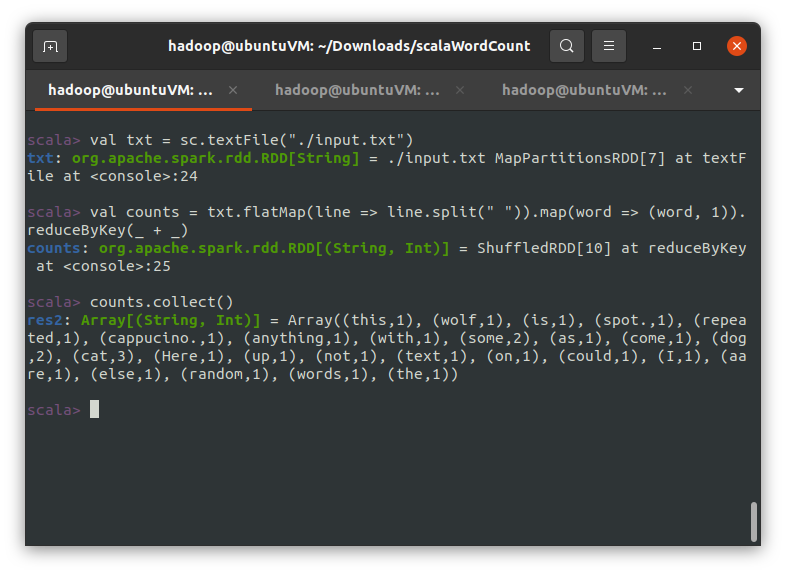 hadoop@ubuntuVM: ~/Downloads/scalaWordCount
hadoop@ubuntuVM: ... hadoop@ubuntuVM: ... hadoop@ubuntuVM: ...
scala> val txt = sc.textFile("./input.txt")
txt: org.apache.spark.rdd.RDD[String] = ./input.txt MapPartitionsRDD[7] at textF
ile at <console>:24
scala> val counts = txt.flatMap(line => line.split(" ")).map(word => (word, 1)).
reduceByKey(_ + _)
counts: org.apache.spark.rdd.RDD[(String, Int)] = ShuffledRDD[10] at reduceByKey
 at <console>:25
scala> counts.collect()
res2: Array[(String, Int)] = Array((this,1), (wolf,1), (is,1), (spot.,1), (repea
ted,1), (cappucino.,1), (anything,1), (with,1), (some,2), (as,1), (come,1), (dog
,2), (cat,3), (Here,1), (up,1), (not,1), (text,1), (on,1), (could,1), (I,1), (aa
re,1), (else,1), (random,1), (words,1), (the,1))
scala>